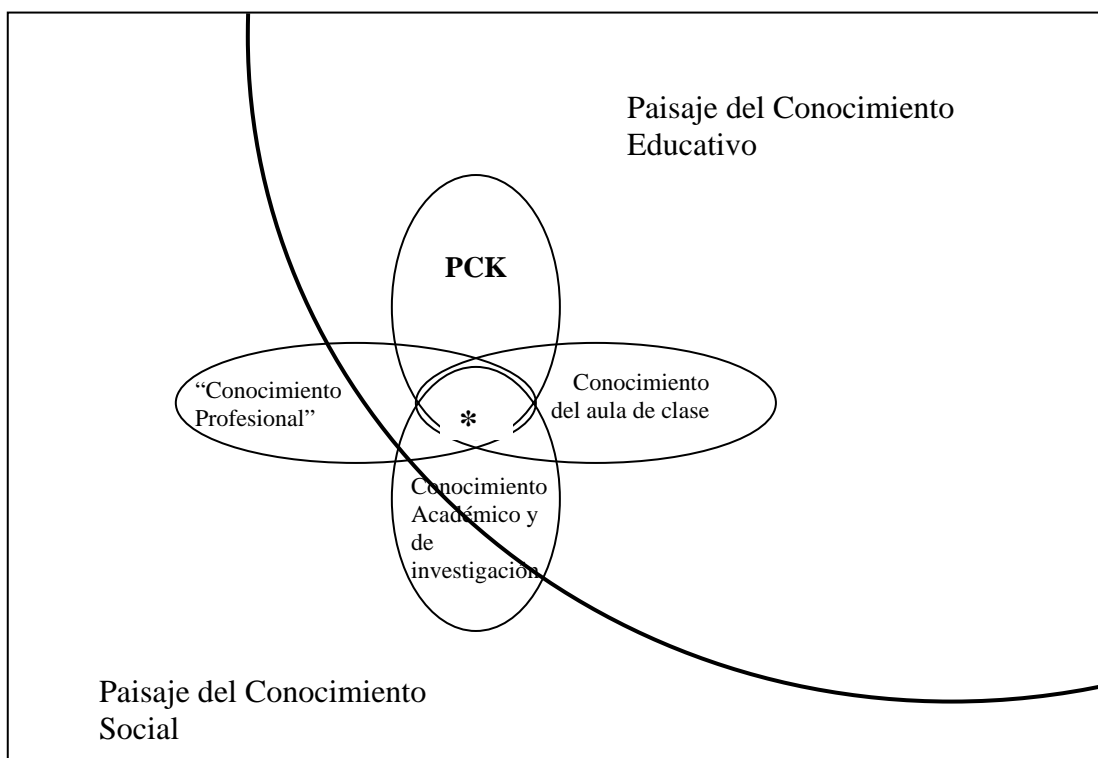 Paisaje del Conocimiento
Educativo
PCK
“Conocimiento
Profesional”
Conocimiento
del aula de clase
*
Conocimiento
Académico y
de
investigación
Paisaje del Conocimiento
Social